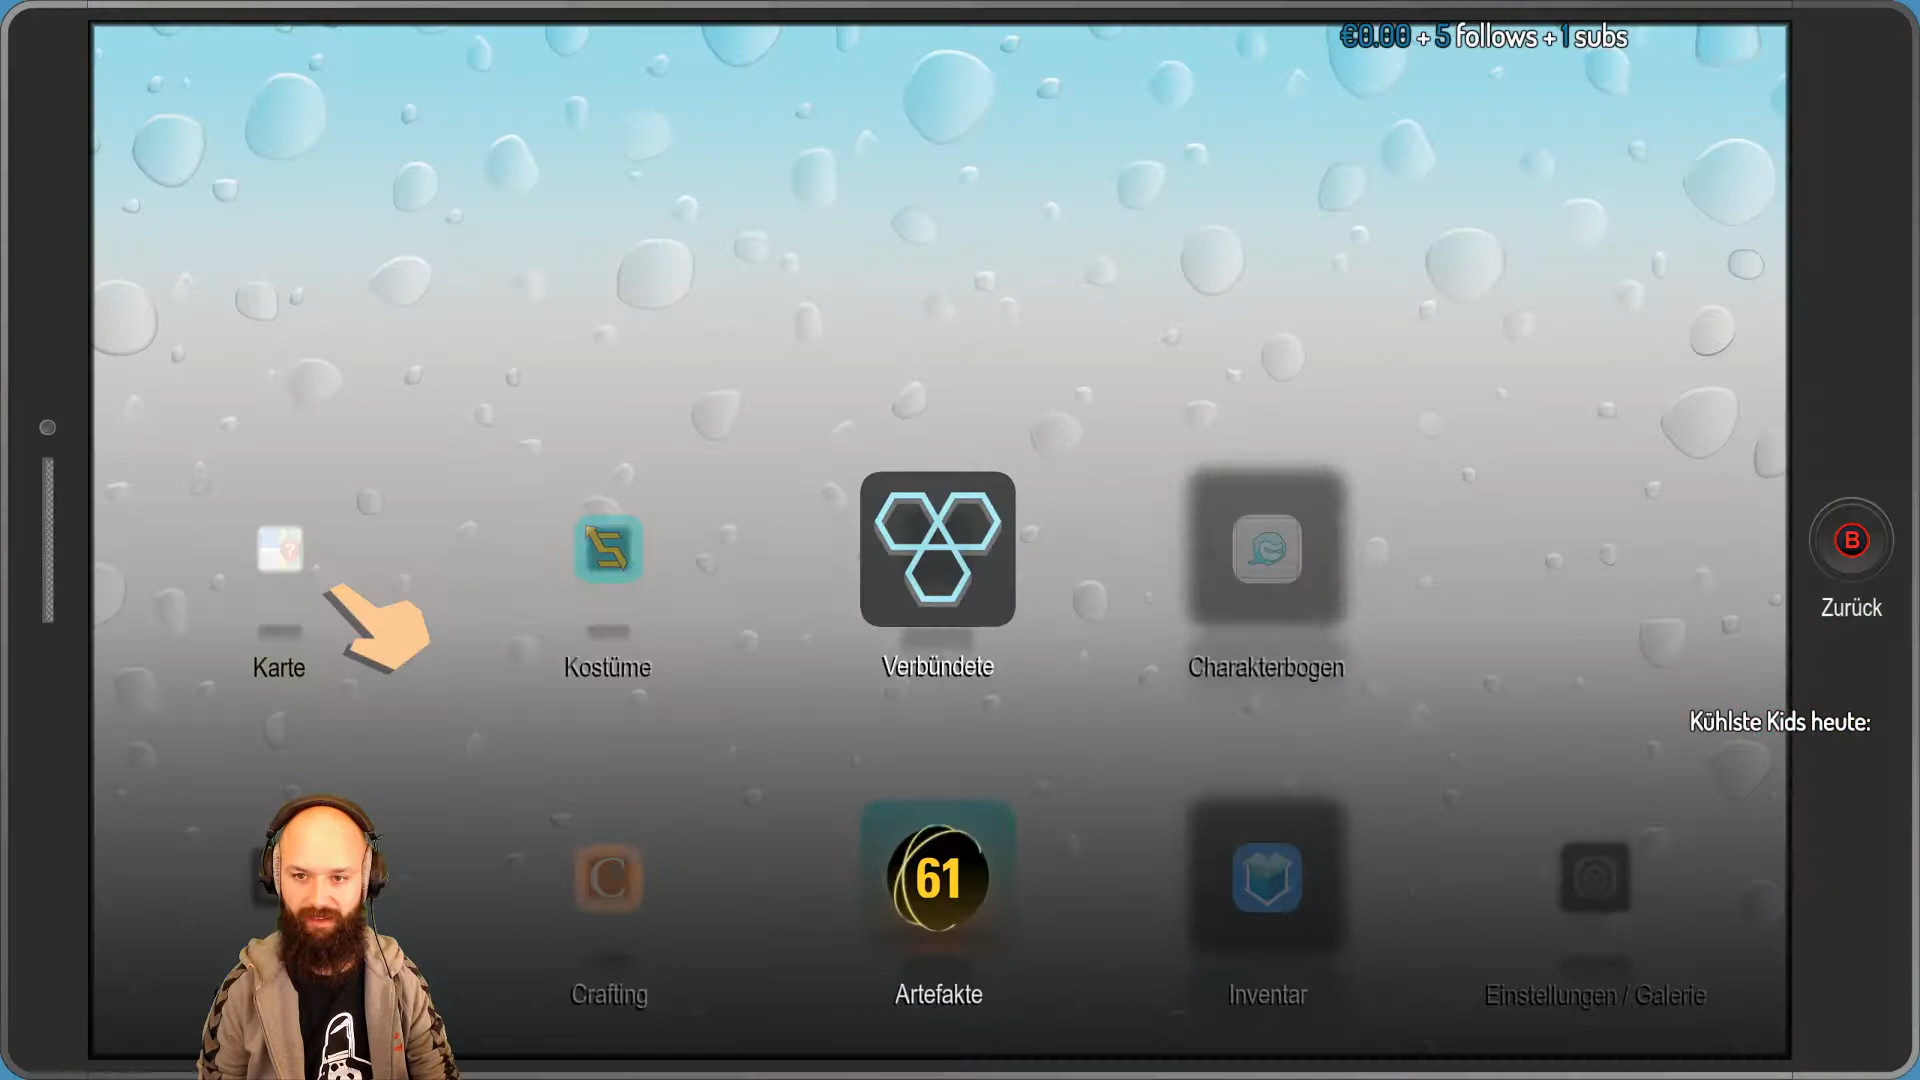 €0.00 + 5 follows + 1 subs
?
B
Zurück
Karte
Kostüme
Verbündete
Charakterbogen
Kühlste Kids heute:
C
61
Crafting
Artefakte
Inventar
Einstellungen / Galerie